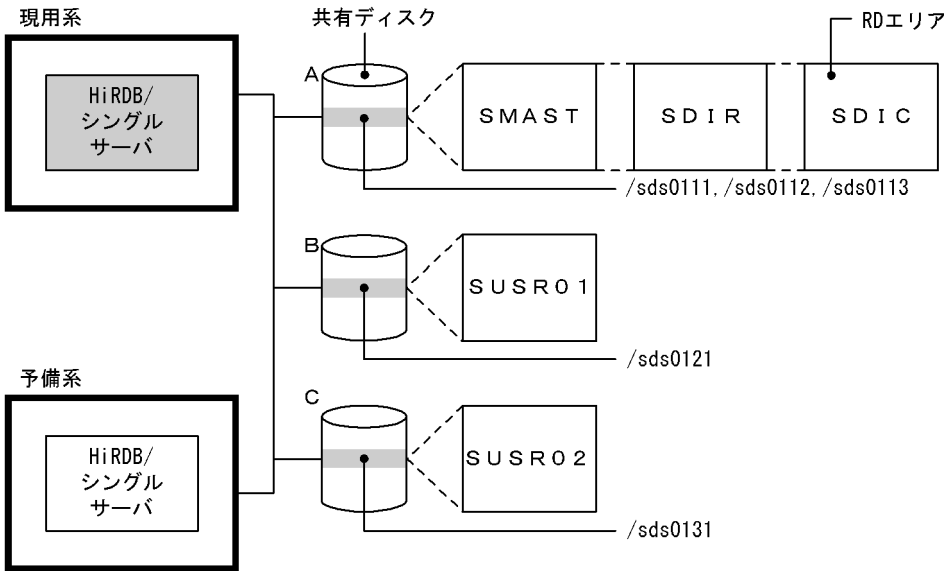 現用系
共有ディスク
RDエリア
HiRDB/
シングル
サーバ
A
SMAST
SDIR
SDIC
/sds0111, /sds0112, /sds0113
B
SUSR01
/sds0121
予備系
HiRDB/
シングル
サーバ
C
SUSR02
/sds0131